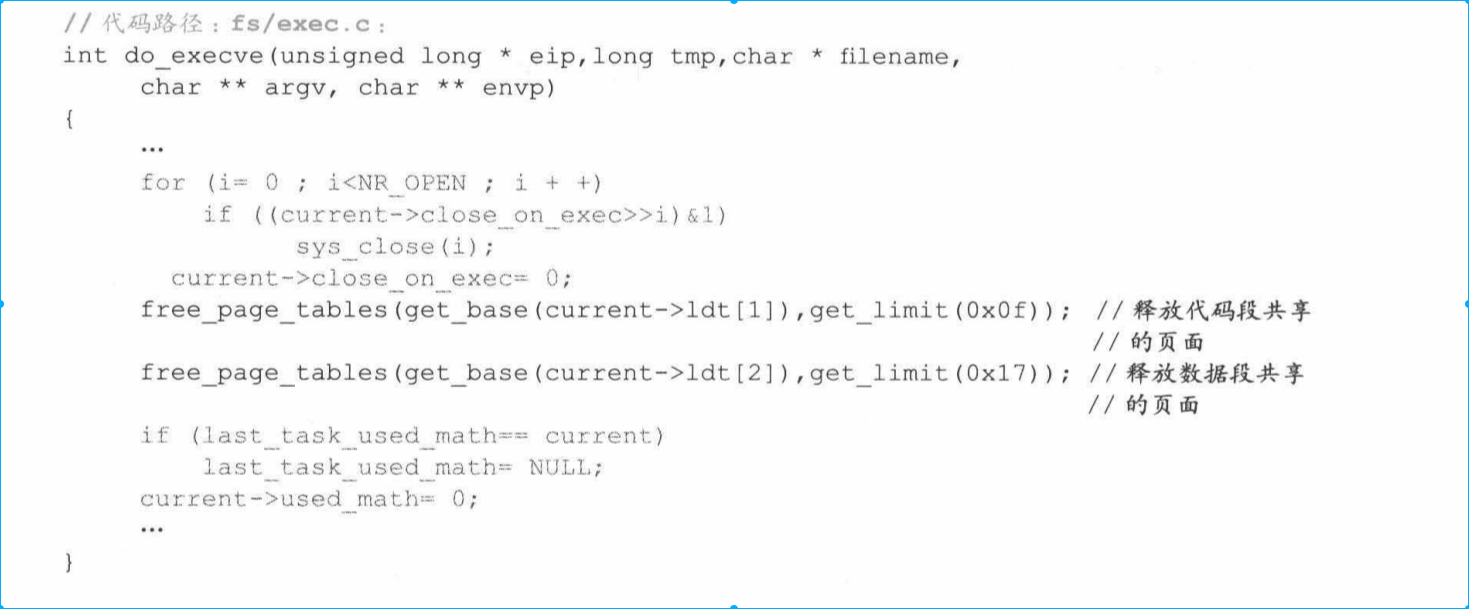 // 代码路径：fs/exec.c：
int do_execve(unsigned long * eip,long tmp,char * filename,
char ** argv, char ** envp)
{
…
for (i= 0 ; i<NR_OPEN ; i + +)
if ((current->close_on_exec>>i)&1)
sys_close(i);
current->close_on_exec= 0;
free_page_tables(get_base(current->ldt[1]),get_limit(0x0f)); // 释放代码段共享
// 的页面
free_page_tables(get_base(current->ldt[2]),get_limit(0x17)); // 释放数据段共享
// 的页面
if (last_task_used_math== current)
last_task_used_math= NULL;
current->used_math= 0;
…
}